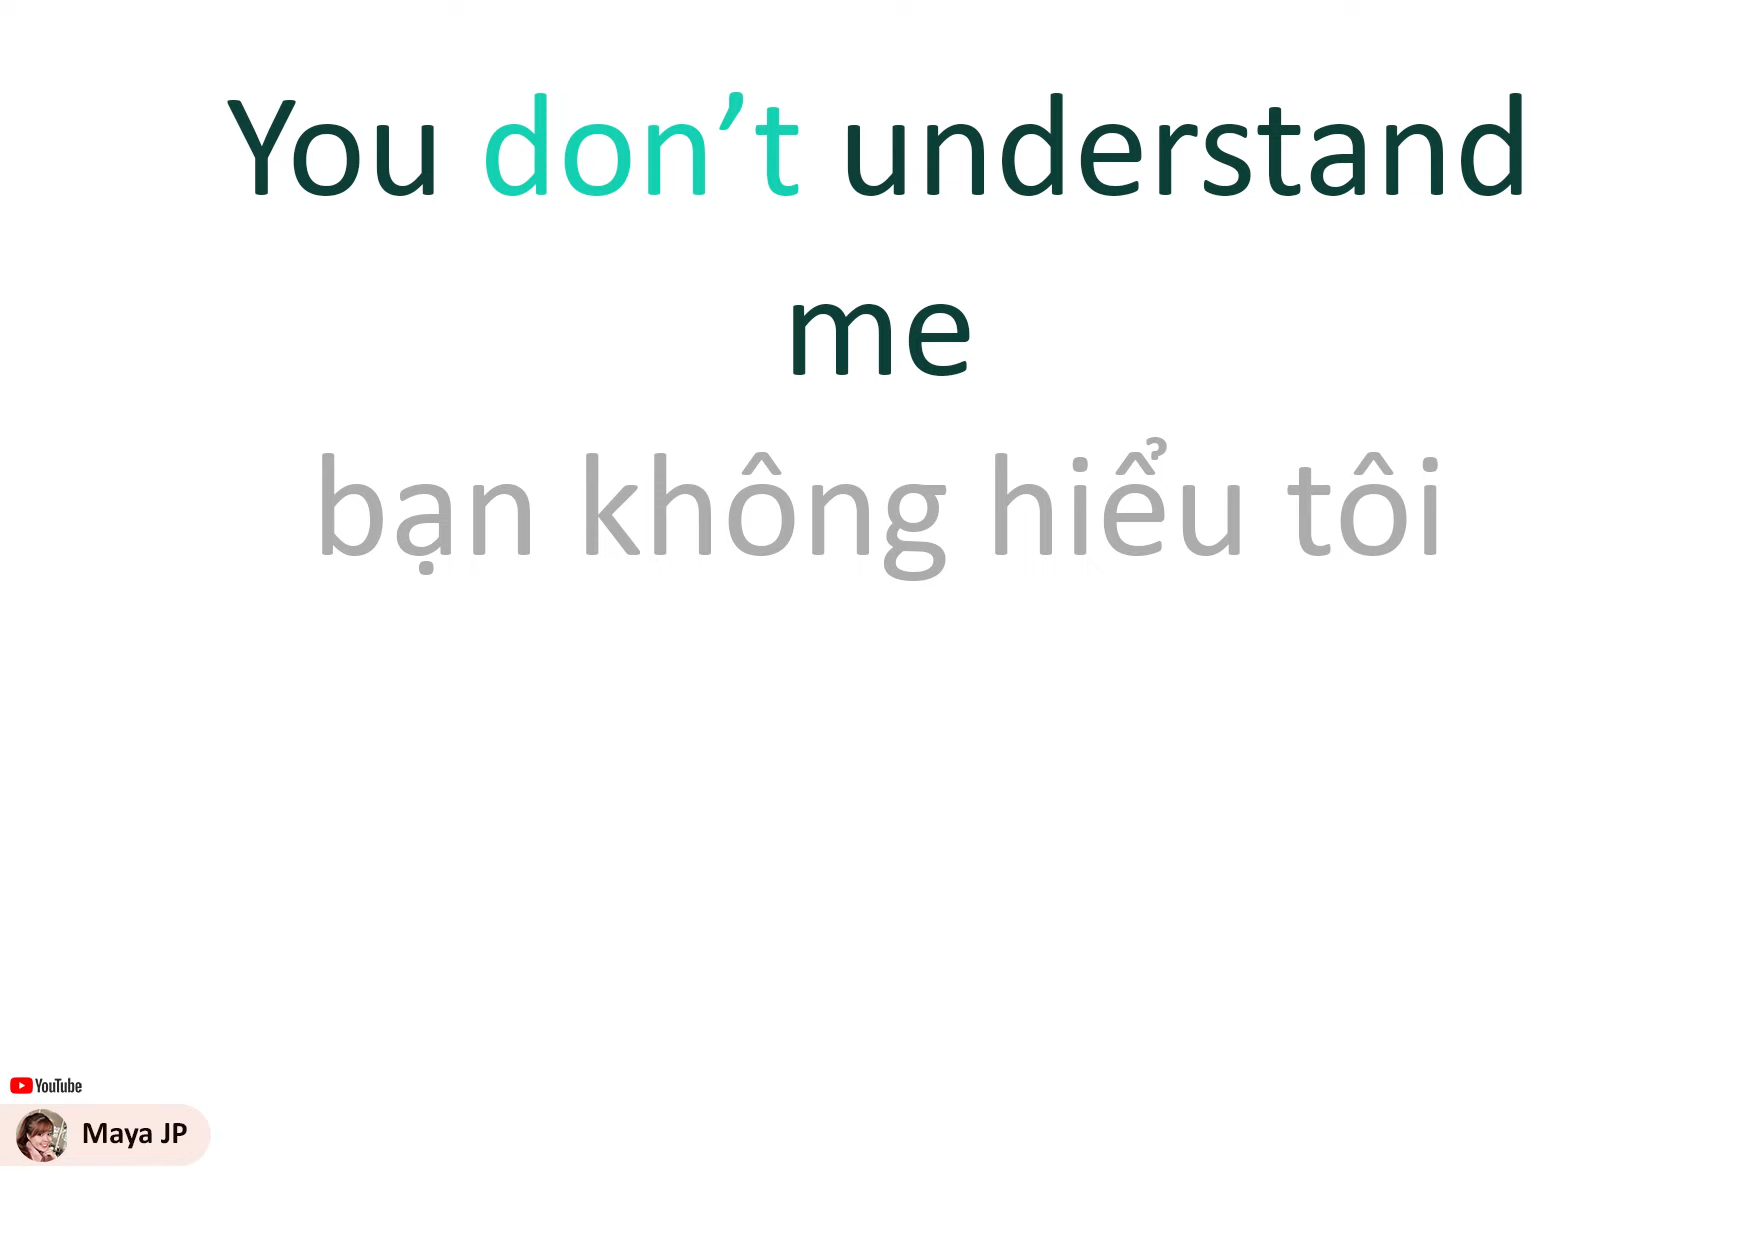 You don’t understand
me
bạn không hiểu tôi
YouTube
Maya JP